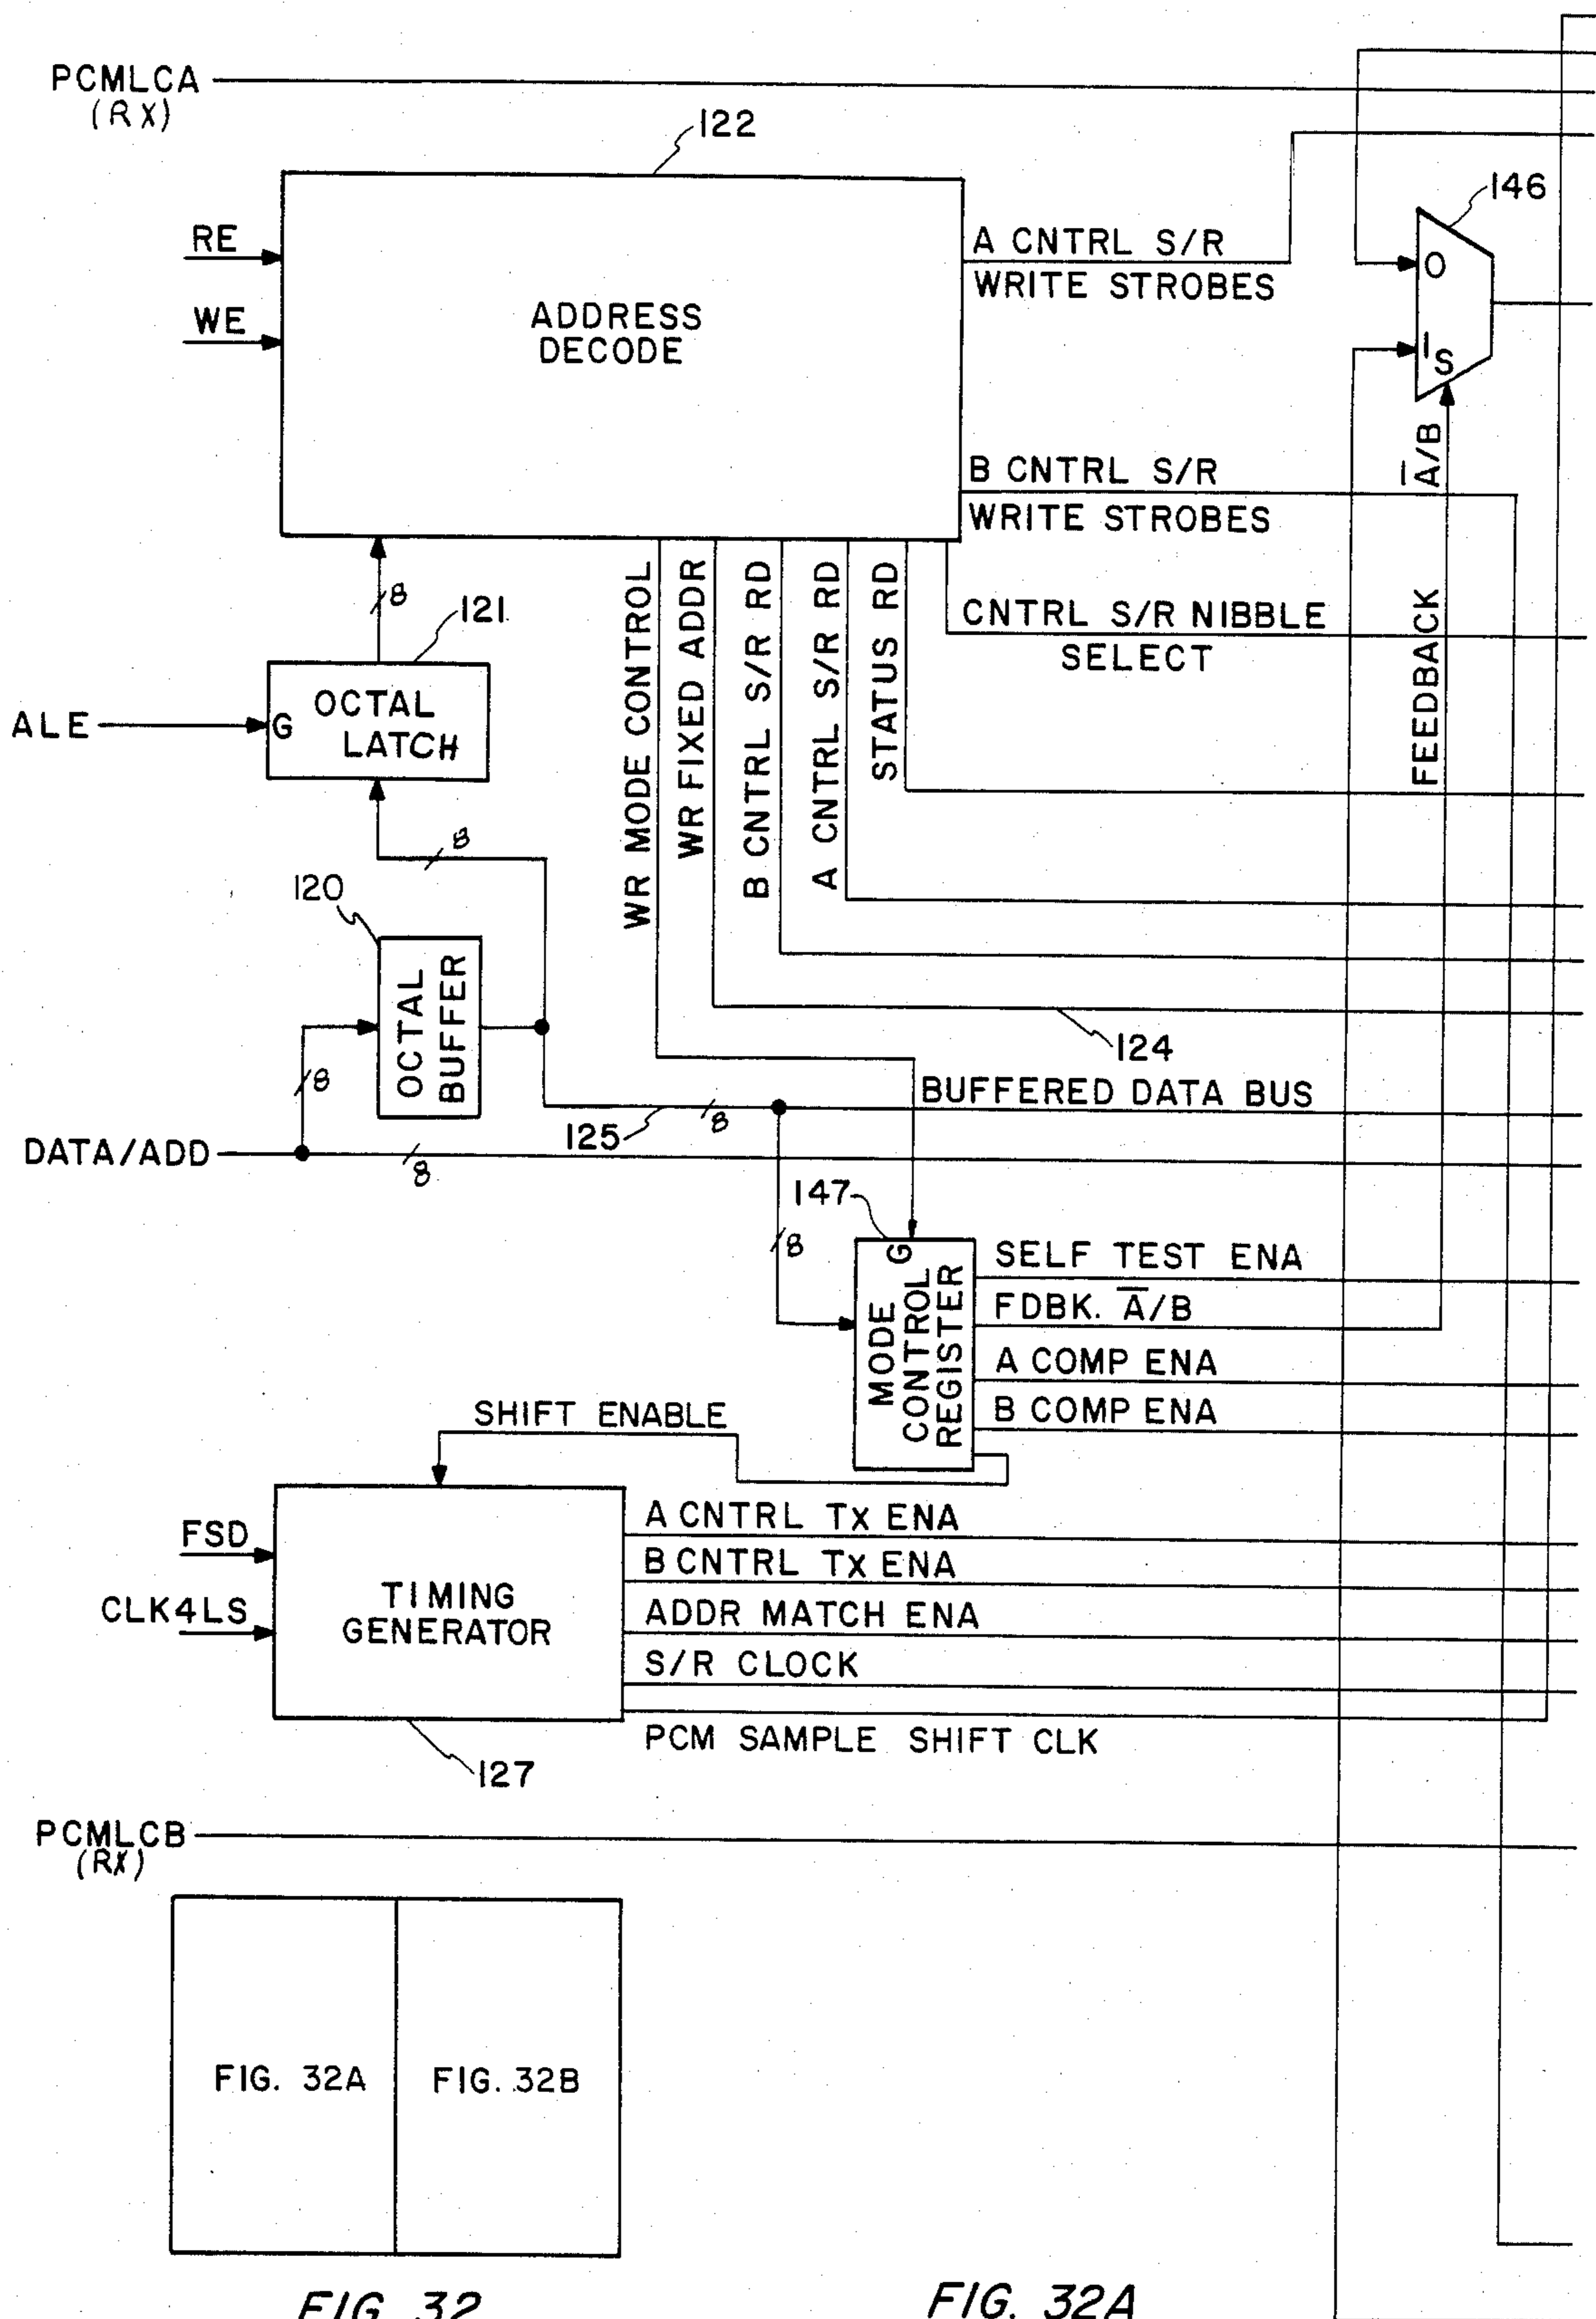 PCMLCA
(RX)
122
146
RE
WE
ADDRESS
DECODE
A CNTRL S/R
WRITE STROBES
O
1
S
A̅/B
FEEDBACK
B CNTRL S/R
WRITE STROBES
CNTRL S/R NIBBLE
SELECT
WR MODE CONTROL
WR FIXED ADDR
B CNTRL S/R RD
A CNTRL S/R RD
STATUS RD
8
121
ALE
G
OCTAL
LATCH
8
120
OCTAL
BUFFER
8
124
BUFFERED DATA BUS
125
8
DATA/ADD
8
147
8
G
MODE
CONTROL
REGISTER
SELF TEST ENA
FDBK. A̅/B
A COMP ENA
B COMP ENA
SHIFT ENABLE
FSD
CLK4LS
TIMING
GENERATOR
A CNTRL Tx ENA
B CNTRL Tx ENA
ADDR MATCH ENA
S/R CLOCK
PCM SAMPLE SHIFT CLK
127
PCMLCB
(RX)
FIG. 32A
FIG. 32B
FIG. 32
FIG. 32A